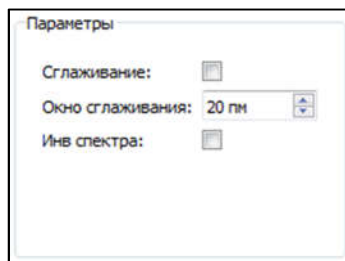 Параметры
Сглаживание:
Окно сглаживания: 20 пм
Инв спектра: